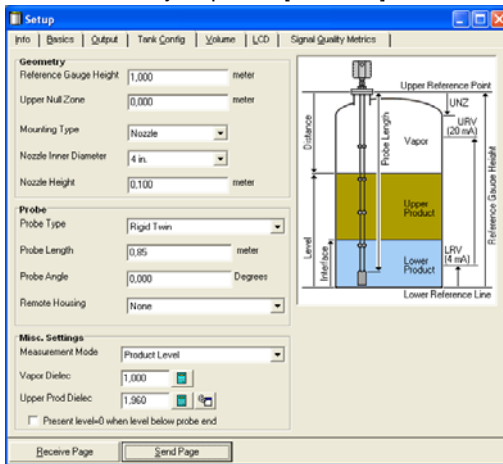 Setup
Info Basics Output Tank Config Volume LCD Signal Quality Metrics
Geometry
Reference Gauge Height 1,000 meter
Upper Null Zone 0,000 meter
Mounting Type Nozzle
Nozzle Inner Diameter 4 in.
Nozzle Height 0,100 meter
Probe
Probe Type Rigid Twin
Probe Length 0,85 meter
Probe Angle 0,000 Degrees
Remote Housing None
Misc. Settings
Measurement Mode Product Level
Vapor Dielec 1,000
Upper Prod Dielec 1,960
Present level=0 when level below probe end
Receive Page Send Page
Upper Reference Point
UNZ
URV
(20 mA)
Distance
Probe Length
Vapor
Reference Gauge Height
Upper
Product
Level
Interface
LRV
(4 mA)
Lower
Product
Lower Reference Line